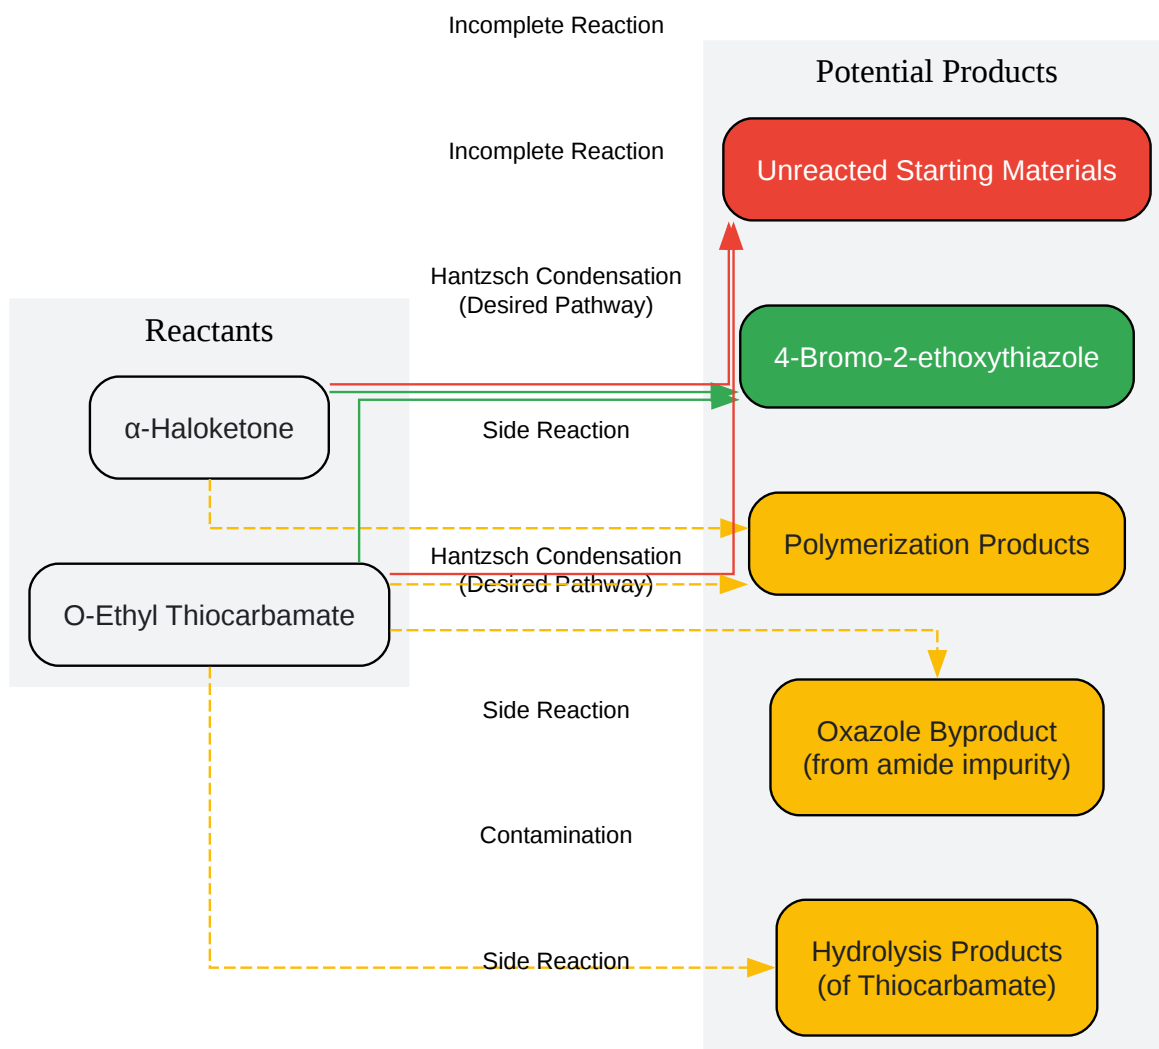 Incomplete Reaction
Potential Products
Incomplete Reaction
Unreacted Starting Materials
Hantzsch Condensation
(Desired Pathway)
Reactants
4-Bromo-2-ethoxythiazole
α-Haloketone
Side Reaction
Polymerization Products
Hantzsch Condensation
(Desired Pathway)
O-Ethyl Thiocarbamate
Side Reaction
Oxazole Byproduct
(from amide impurity)
Contamination
Side Reaction
Hydrolysis Products
(of Thiocarbamate)